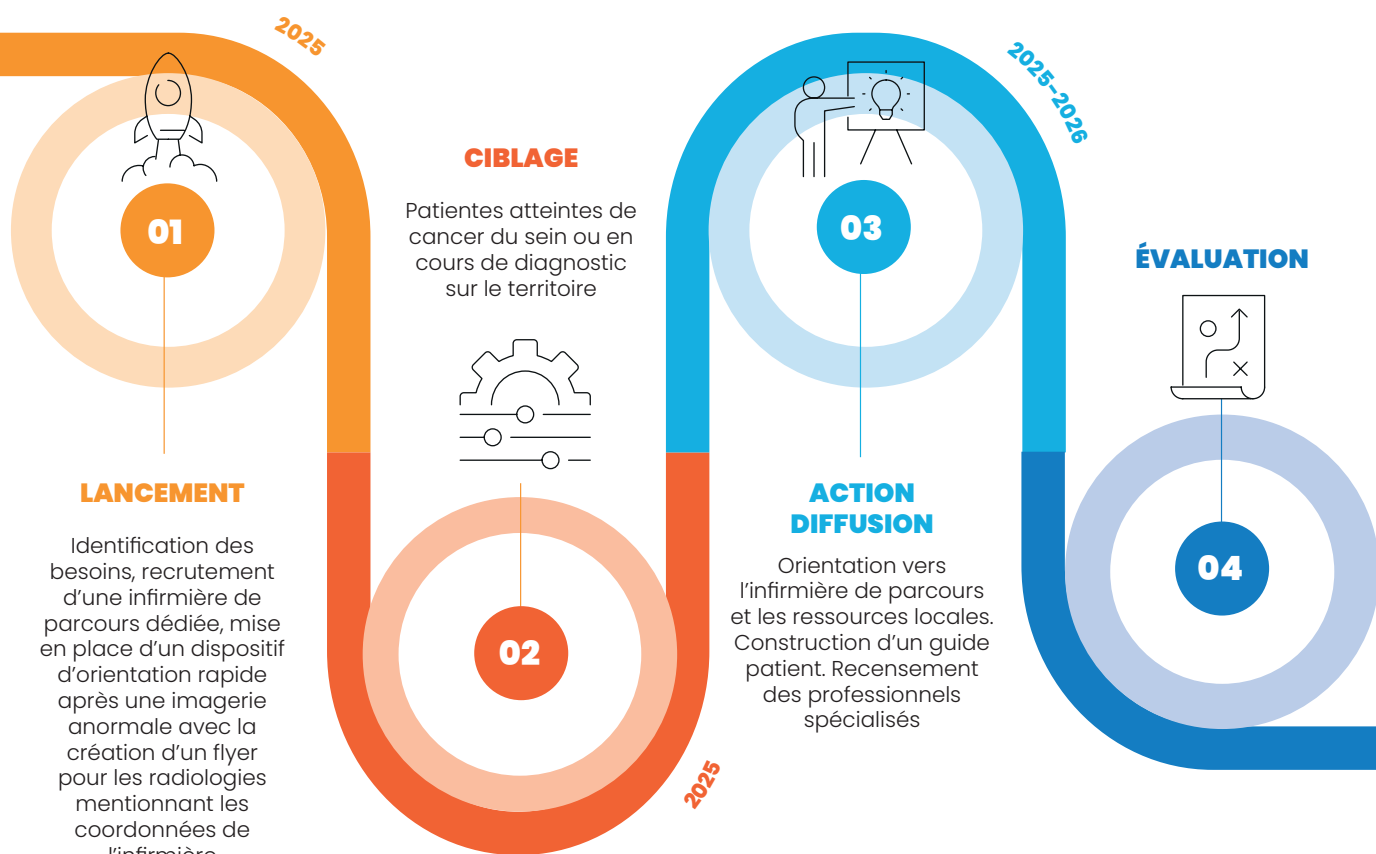 2025
01
LANCEMENT
Identification des
besoins, recrutement
d'une infirmière de
parcours dédiée, mise
en place d'un dispositif
d'orientation rapide
après une imagerie
anormale avec la
création d'un flyer
pour les radiologies
mentionnant les
coordonnées de
l'infirmière
CIBLAGE
Patientes atteintes de
cancer du sein ou en
cours de diagnostic
sur le territoire
02
2025
2025-2026
03
ACTION
DIFFUSION
Orientation vers
l'infirmière de parcours
et les ressources locales.
Construction d'un guide
patient. Recensement
des professionnels
spécialisés
ÉVALUATION
04